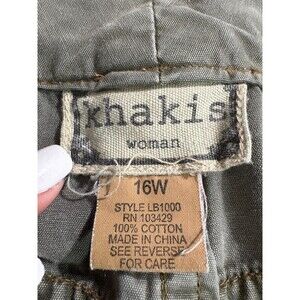 khakis
woman
16W
STYLE LB1000
RN 103429
100% COTTON
MADE IN CHINA
SEE REVERSE
FOR CARE